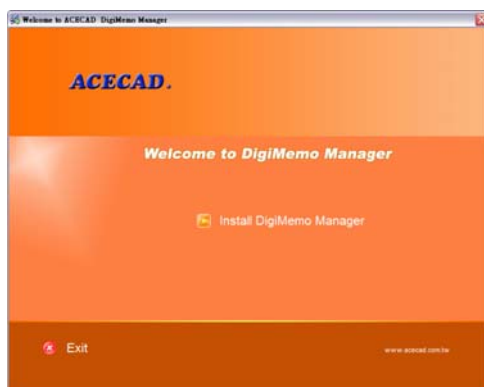 Welcome to ACECAD DigiMemo Manager
ACECAD.
Welcome to DigiMemo Manager
Install DigiMemo Manager
Exit
www.acecad.com.tw